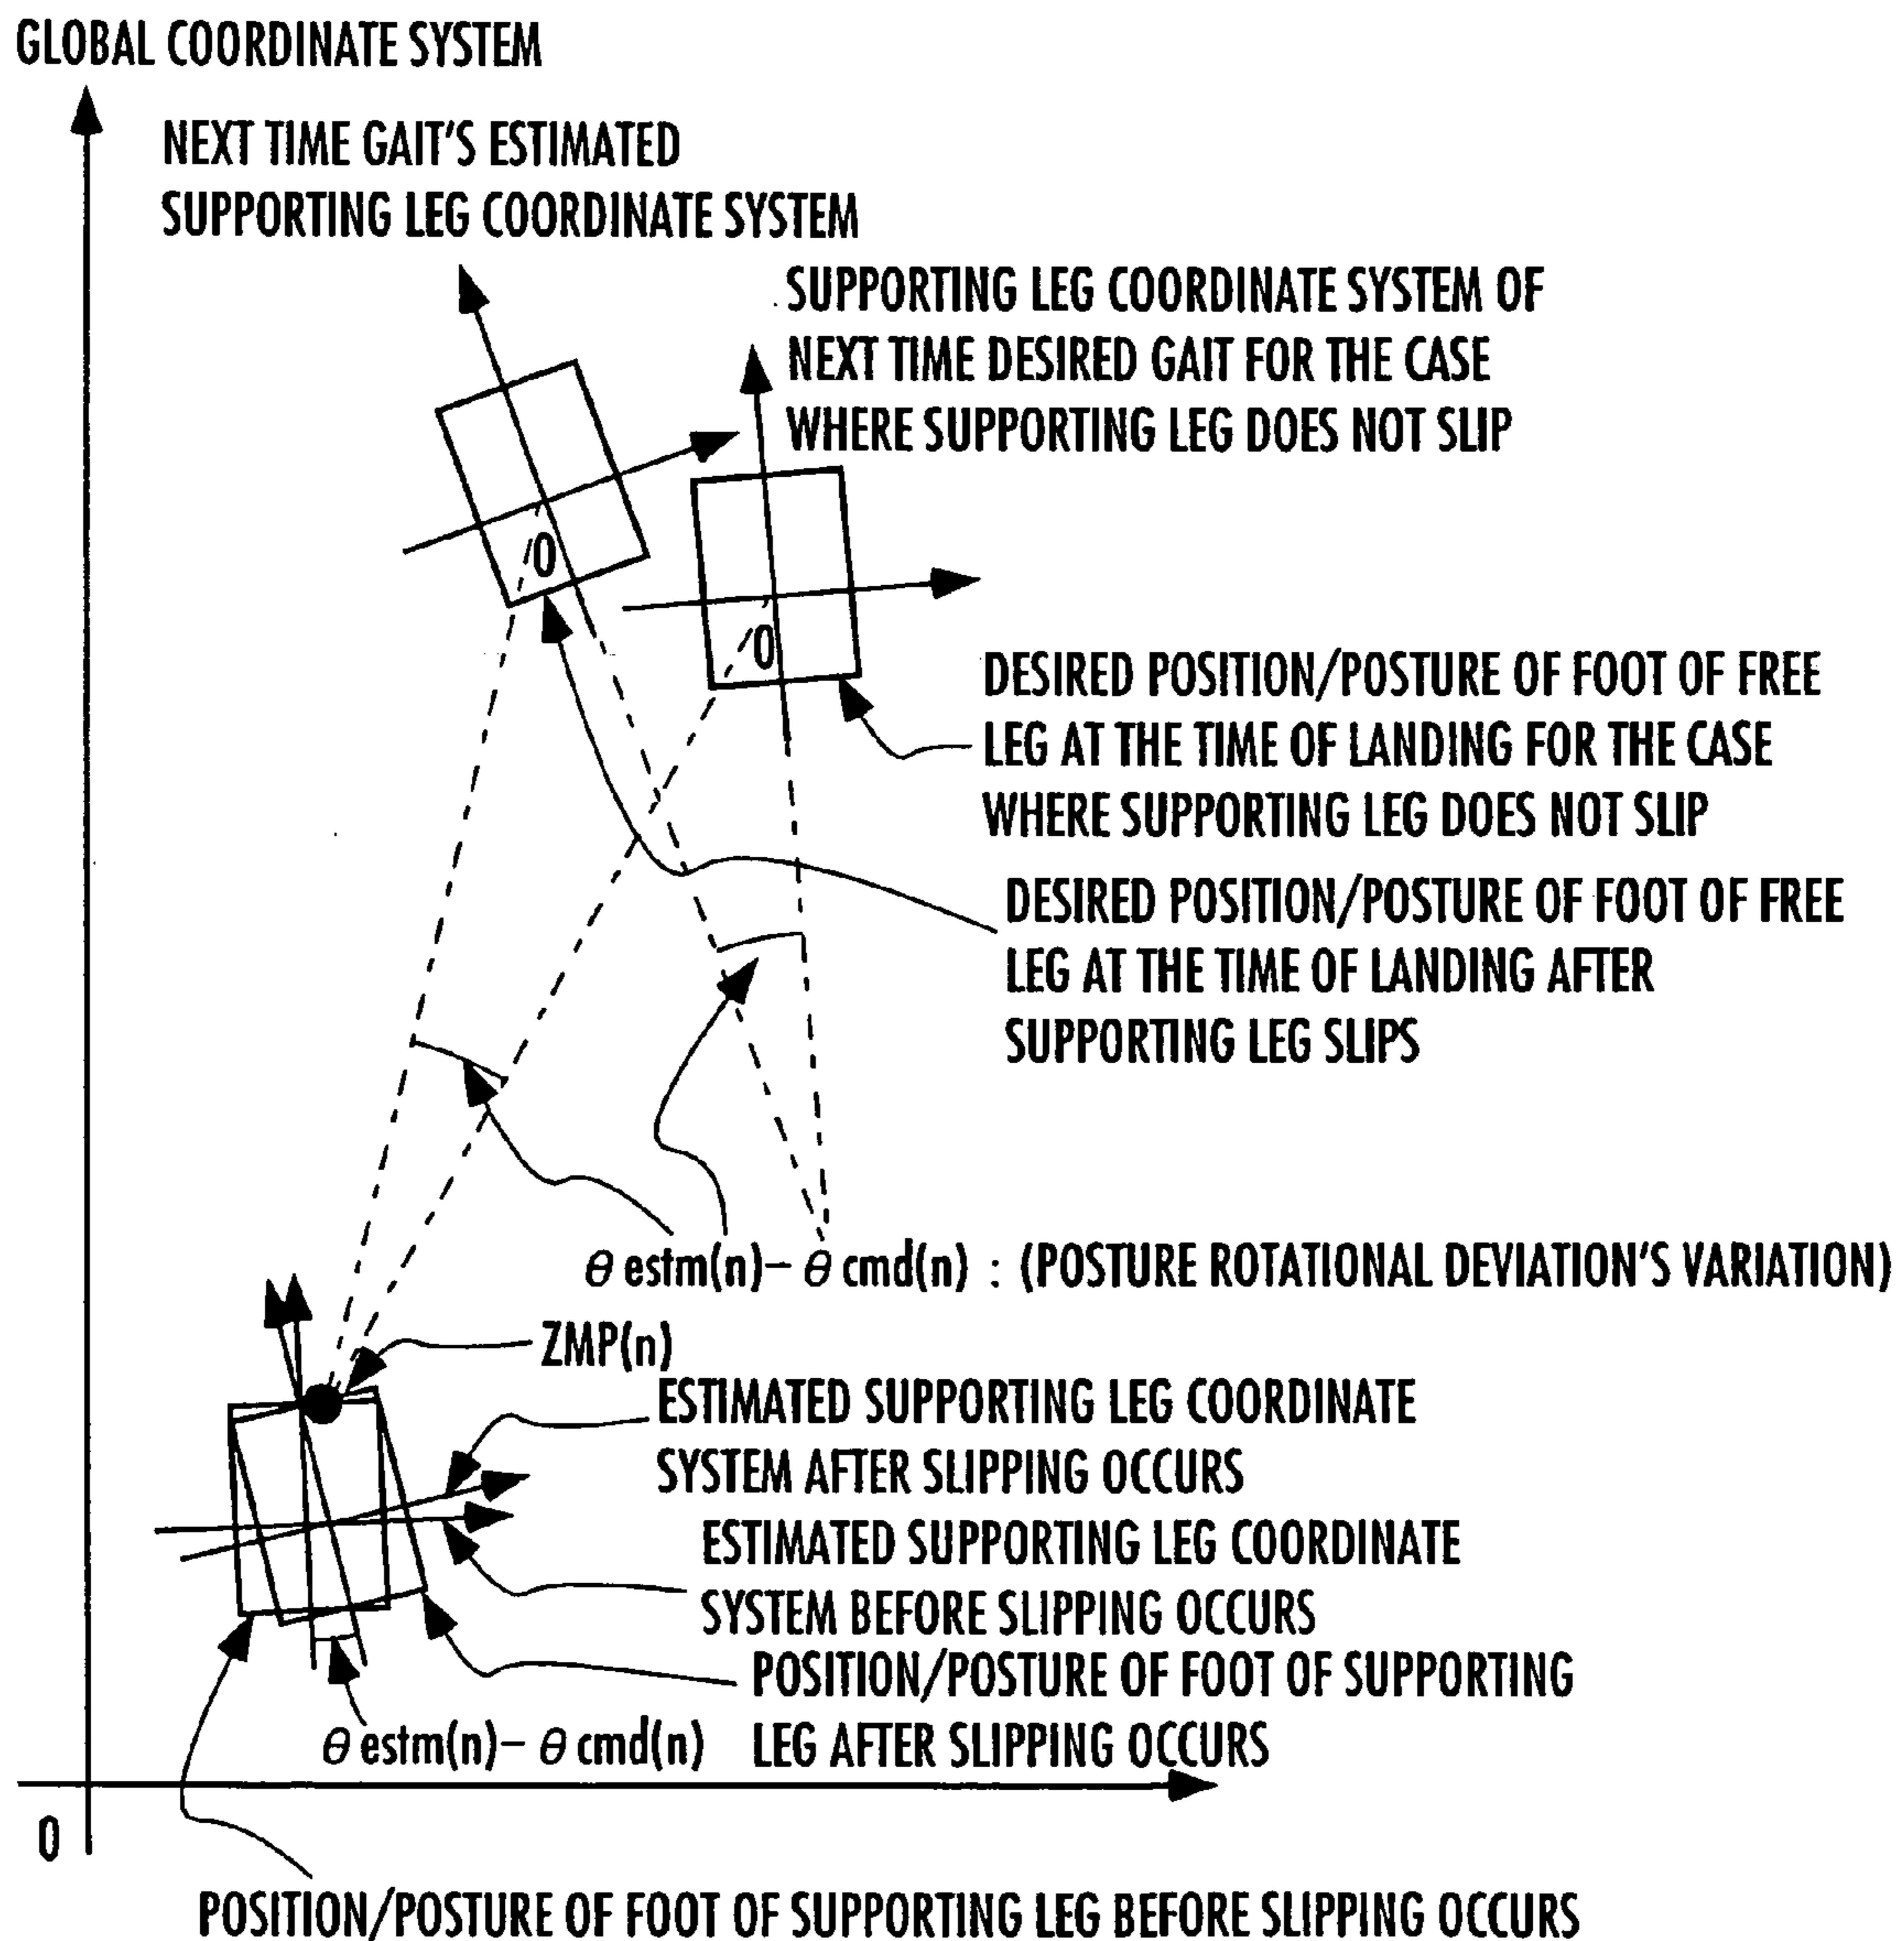 GLOBAL COORDINATE SYSTEM
NEXT TIME GAIT'S ESTIMATED
SUPPORTING LEG COORDINATE SYSTEM
SUPPORTING LEG COORDINATE SYSTEM OF
NEXT TIME DESIRED GAIT FOR THE CASE
WHERE SUPPORTING LEG DOES NOT SLIP
0
0
DESIRED POSITION/POSTURE OF FOOT OF FREE
LEG AT THE TIME OF LANDING FOR THE CASE
WHERE SUPPORTING LEG DOES NOT SLIP
DESIRED POSITION/POSTURE OF FOOT OF FREE
LEG AT THE TIME OF LANDING AFTER
SUPPORTING LEG SLIPS
θ estm(n)− θ cmd(n) : (POSTURE ROTATIONAL DEVIATION'S VARIATION)
ZMP(n)
ESTIMATED SUPPORTING LEG COORDINATE
SYSTEM AFTER SLIPPING OCCURS
ESTIMATED SUPPORTING LEG COORDINATE
SYSTEM BEFORE SLIPPING OCCURS
POSITION/POSTURE OF FOOT OF SUPPORTING
LEG AFTER SLIPPING OCCURS
θ estm(n)− θ cmd(n)
0
POSITION/POSTURE OF FOOT OF SUPPORTING LEG BEFORE SLIPPING OCCURS